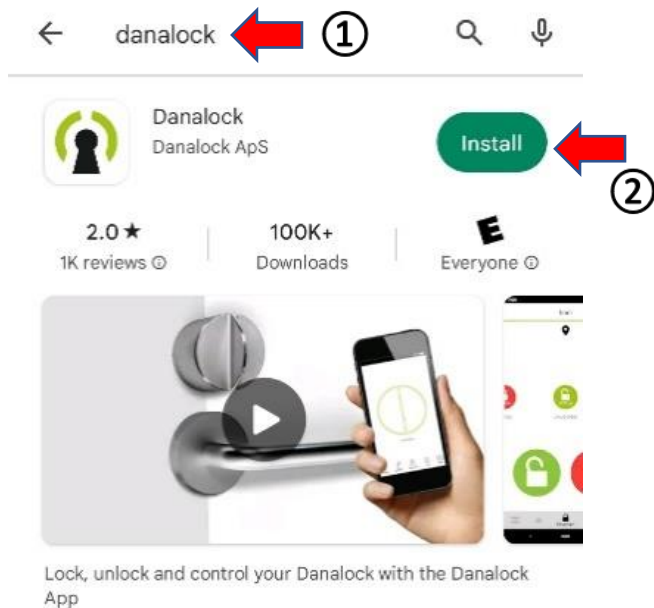 danalock ①
Danalock
Danalock ApS
Install
②
2.0 ★
1K reviews
100K+
Downloads
E
Everyone
Lock, unlock and control your Danalock with the Danalock
App